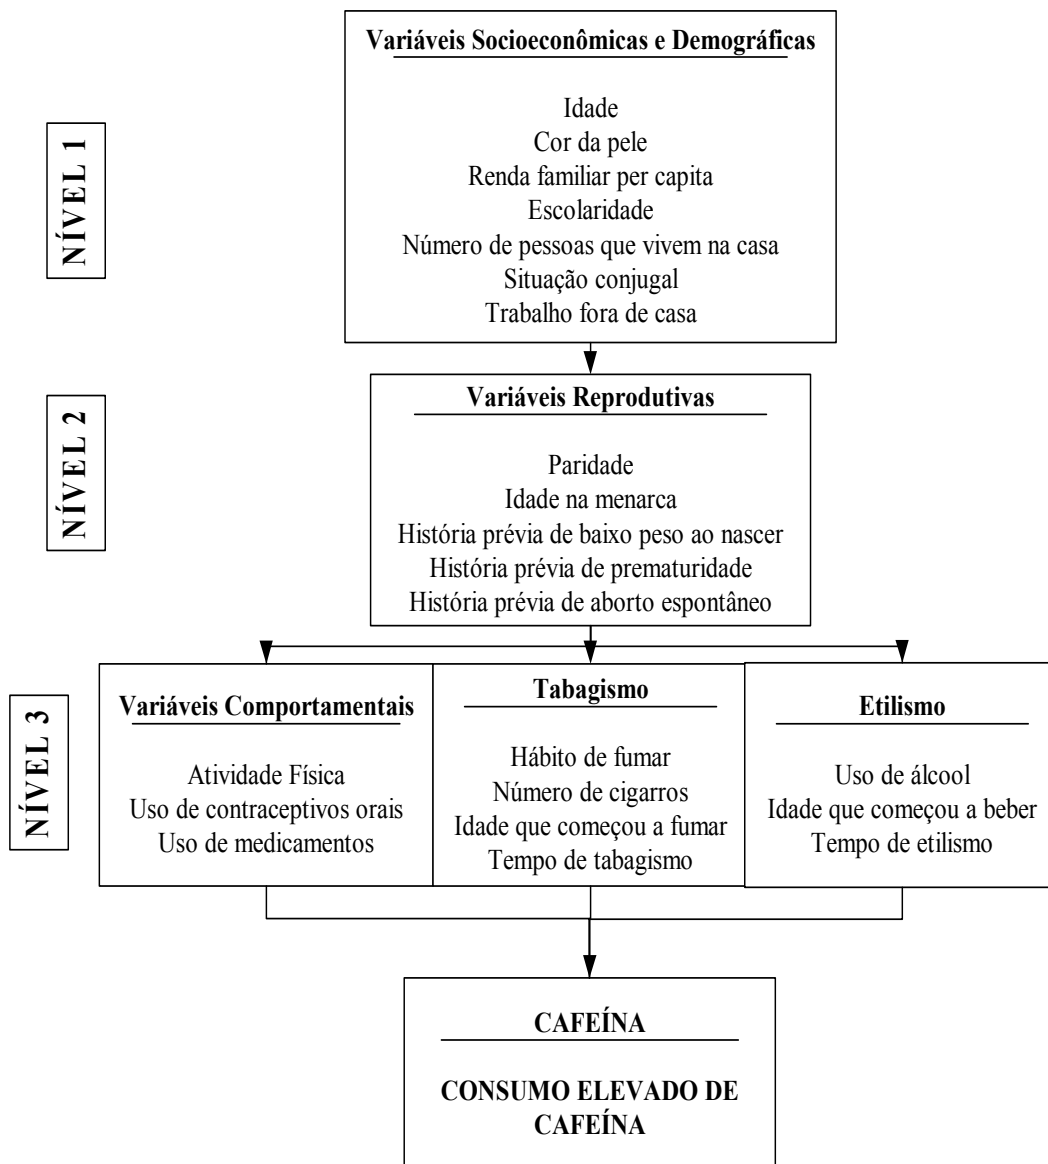 Variáveis Socioeconômicas e Demográficas
NÍVEL 1
Idade
Cor da pele
Renda familiar per capita
Escolaridade
Número de pessoas que vivem na casa
Situação conjugal
Trabalho fora de casa
Variáveis Reprodutivas
NÍVEL 2
Paridade
Idade na menarca
História prévia de baixo peso ao nascer
História prévia de prematuridade
História prévia de aborto espontâneo
NÍVEL 3
Variáveis Comportamentais
Atividade Física
Uso de contraceptivos orais
Uso de medicamentos
Tabagismo
Hábito de fumar
Número de cigarros
Idade que começou a fumar
Tempo de tabagismo
Etilismo
Uso de álcool
Idade que começou a beber
Tempo de etilismo
CAFEÍNA
CONSUMO ELEVADO DE
CAFEÍNA